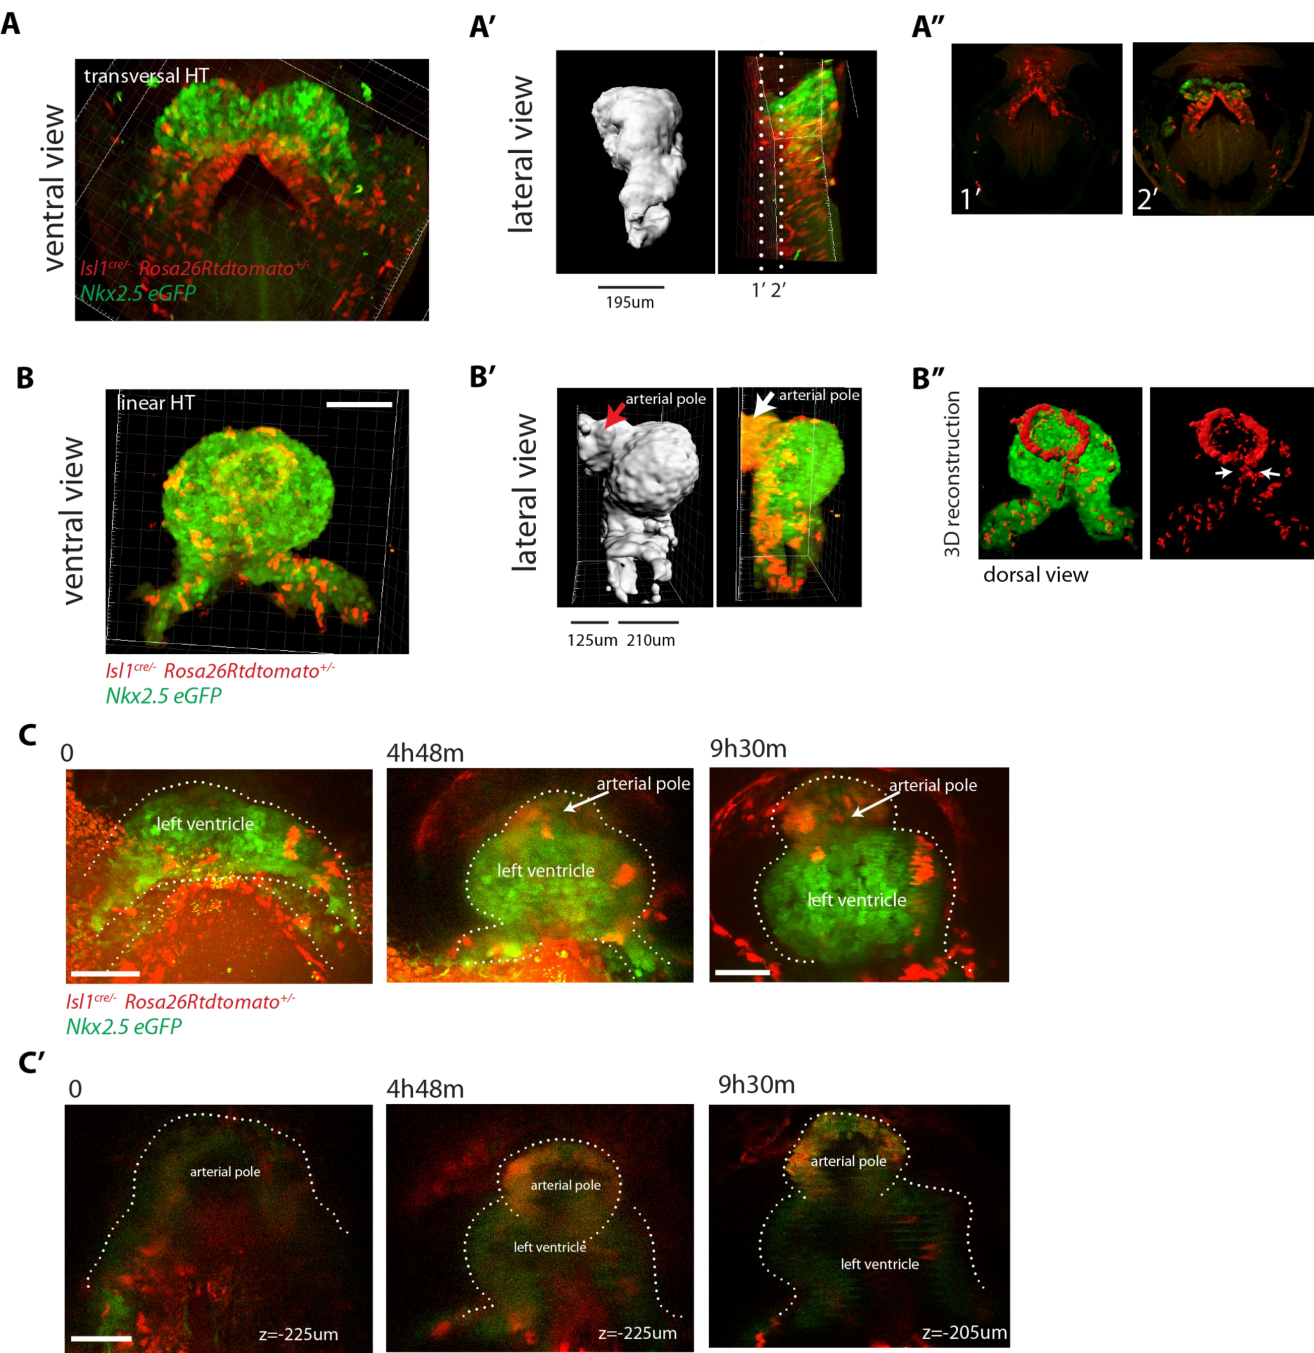 A
A′
A″
transversal HT
ventral view
Isl1cre/- Rosa26Rtdtomato+/-
Nkx2.5 eGFP
lateral view
195um
1′ 2′
1′
2′
B
B′
B″
linear HT
ventral view
Isl1cre/- Rosa26Rtdtomato+/-
Nkx2.5 eGFP
lateral view
arterial pole
arterial pole
125um
210um
3D reconstruction
dorsal view
C
0
4h48m
9h30m
left ventricle
arterial pole
left ventricle
arterial pole
left ventricle
Isl1cre/- Rosa26Rtdtomato+/-
Nkx2.5 eGFP
C′
0
4h48m
9h30m
arterial pole
z=-225um
arterial pole
left ventricle
z=-225um
arterial pole
left ventricle
z=-205um